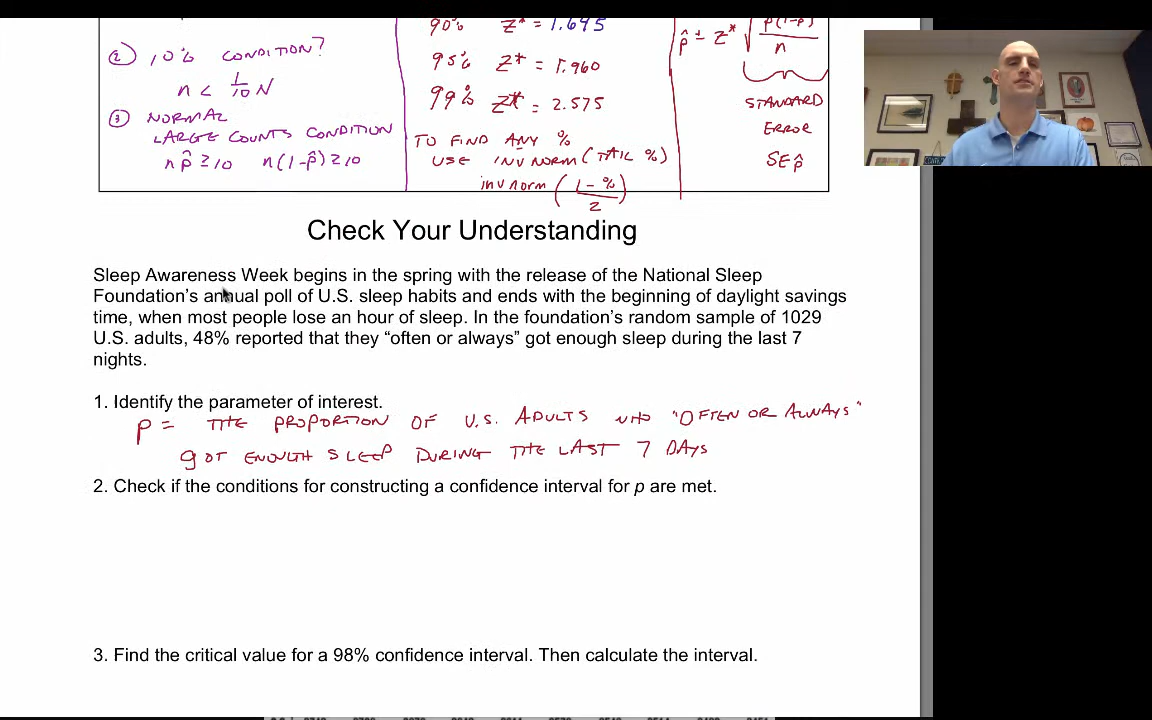 90% z* = 1.645
② 10% CONDITION?
n < 1/10 N
③ NORMAL
LARGE COUNTS CONDITION
n p̂ ≥ 10 n(1-p̂) ≥ 10
95% z* = 1.960
99% z* = 2.575
TO FIND ANY %
USE INVNORM (TAIL %)
invnorm ( 1 - % / 2 )
p̂ ± z* √ p(1-p) / n
STANDARD
ERROR
SE p̂
Check Your Understanding
Sleep Awareness Week begins in the spring with the release of the National Sleep
Foundation's annual poll of U.S. sleep habits and ends with the beginning of daylight savings
time, when most people lose an hour of sleep. In the foundation's random sample of 1029
U.S. adults, 48% reported that they “often or always” got enough sleep during the last 7
nights.
1. Identify the parameter of interest.
p = THE PROPORTION OF U.S. ADULTS WHO "OFTEN OR ALWAYS"
gOT ENOUGH SLEEP DURING THE LAST 7 DAYS
2. Check if the conditions for constructing a confidence interval for p are met.
3. Find the critical value for a 98% confidence interval. Then calculate the interval.